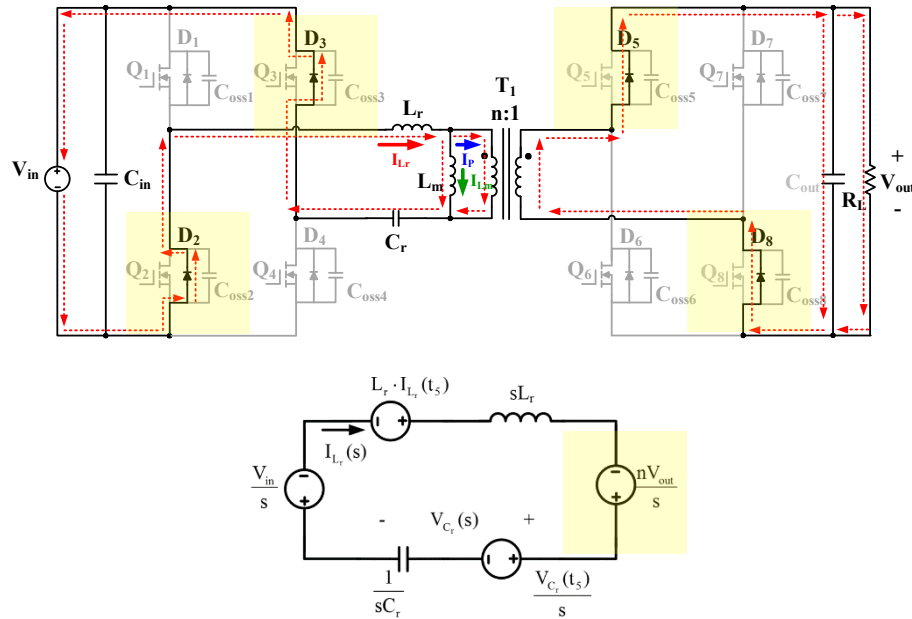 D1
D3
D5
D7
Q1
Q3
Coss1
Coss3
T1
n:1
Q5
Q7
Coss5
Coss7
Lr
ILr
IP
Vin
Cin
Lm
ILm
Cout
RL
+
Vout
-
Cr
D2
D4
D6
D8
Q2
Q4
Coss2
Coss4
Q6
Q8
Coss6
Coss8
Lr · ILr(t5)
sLr
ILr(s)
Vin
s
nVout
s
- VCr(s) +
1
sCr
VCr(t5)
s